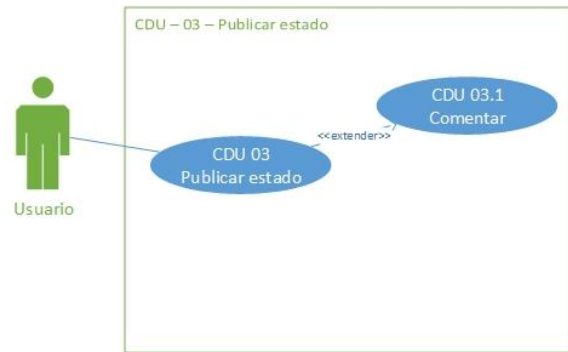 CDU – 03 – Publicar estado
CDU 03.1
Comentar
<<extender>>
CDU 03
Publicar estado
Usuario